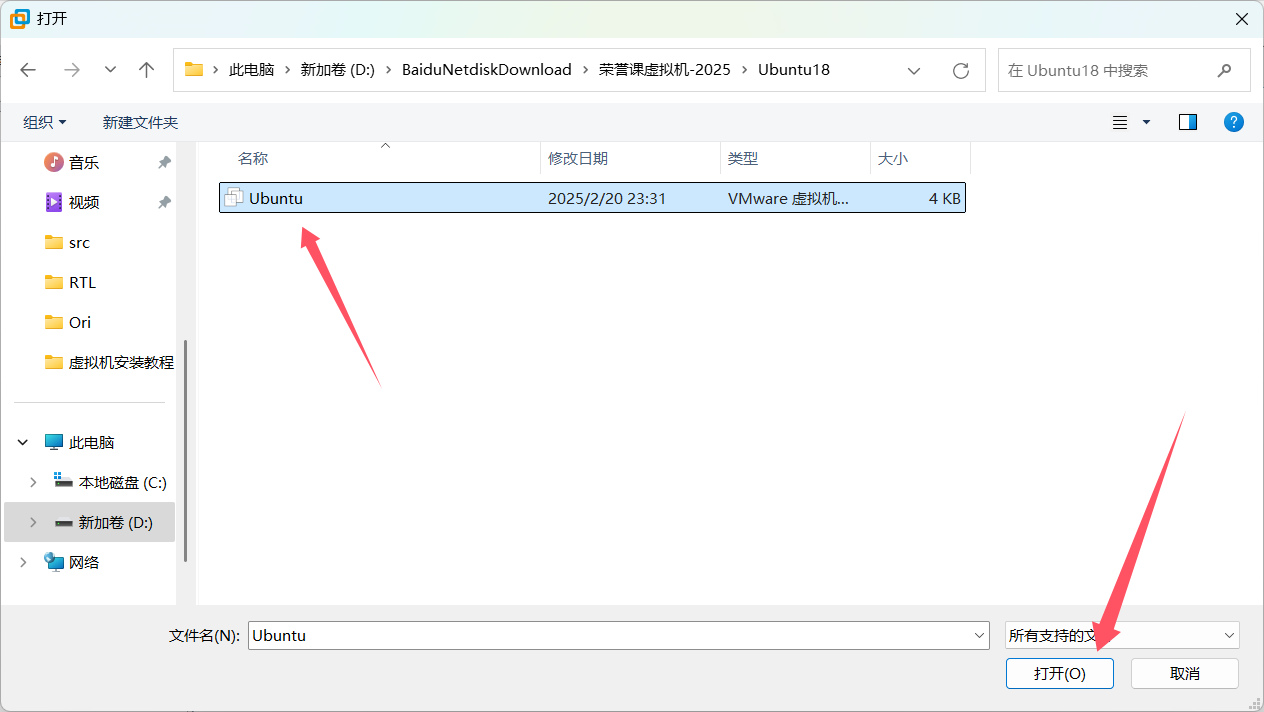 打开
此电脑 新加卷 (D:) BaiduNetdiskDownload 荣誉课虚拟机-2025 Ubuntu18
在 Ubuntu18 中搜索
组织 新建文件夹
音乐
视频
src
RTL
Ori
虚拟机安装教程
此电脑
本地磁盘 (C:)
新加卷 (D:)
网络
名称 修改日期 类型 大小
Ubuntu 2025/2/20 23:31 VMware 虚拟机... 4 KB
文件名(N): Ubuntu
所有支持的文
打开(O) 取消